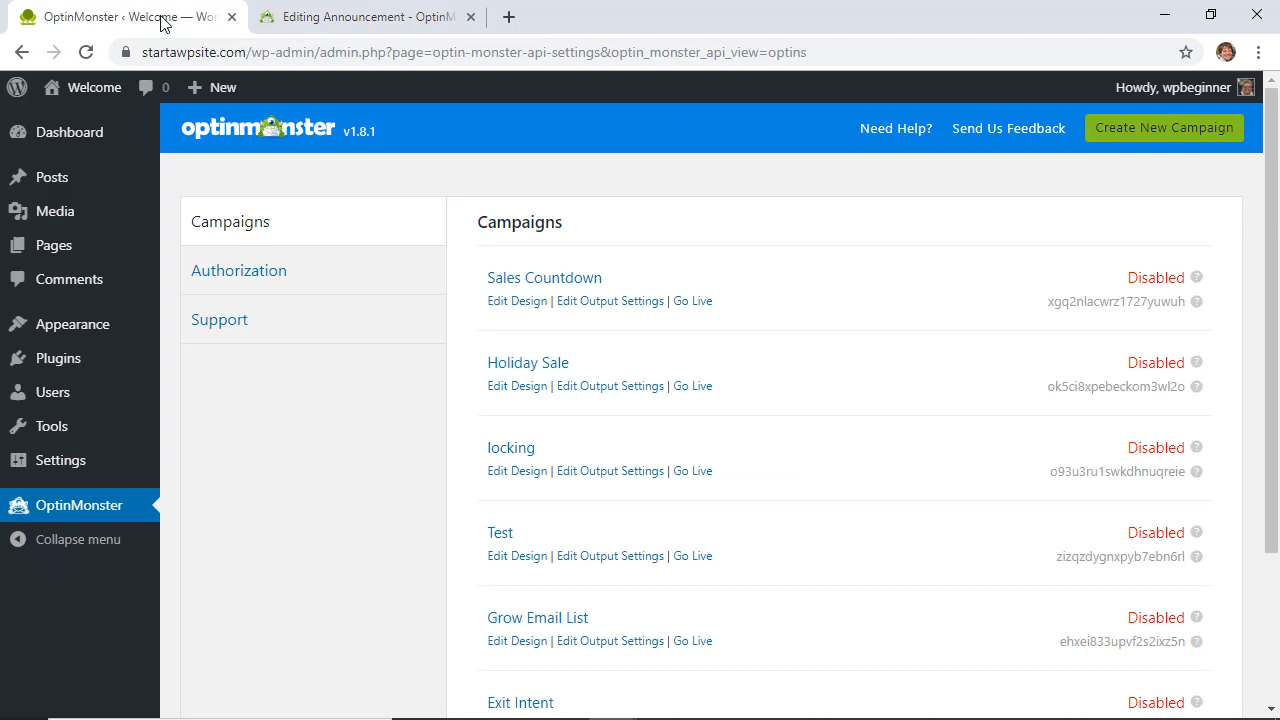 OptinMonster ‹ Welcome — Wor
Editing Announcement - OptinM
startawpsite.com/wp-admin/admin.php?page=optin-monster-api-settings&optin_monster_api_view=optins
Welcome
0
New
Howdy, wpbeginner
Dashboard
Posts
Media
Pages
Comments
Appearance
Plugins
Users
Tools
Settings
OptinMonster
Collapse menu
optinmonster v1.8.1
Need Help?
Send Us Feedback
Create New Campaign
Campaigns
Authorization
Support
Campaigns
Sales Countdown
Disabled
Edit Design | Edit Output Settings | Go Live
xgq2nlacwrz1727yuwuh
Holiday Sale
Disabled
Edit Design | Edit Output Settings | Go Live
ok5ci8xpebeckom3wl2o
locking
Disabled
Edit Design | Edit Output Settings | Go Live
o93u3ru1swkdhnuqreie
Test
Disabled
Edit Design | Edit Output Settings | Go Live
zizqzdygnxpyb7ebn6rl
Grow Email List
Disabled
Edit Design | Edit Output Settings | Go Live
ehxei833upvf2s2ixz5n
Exit Intent
Disabled